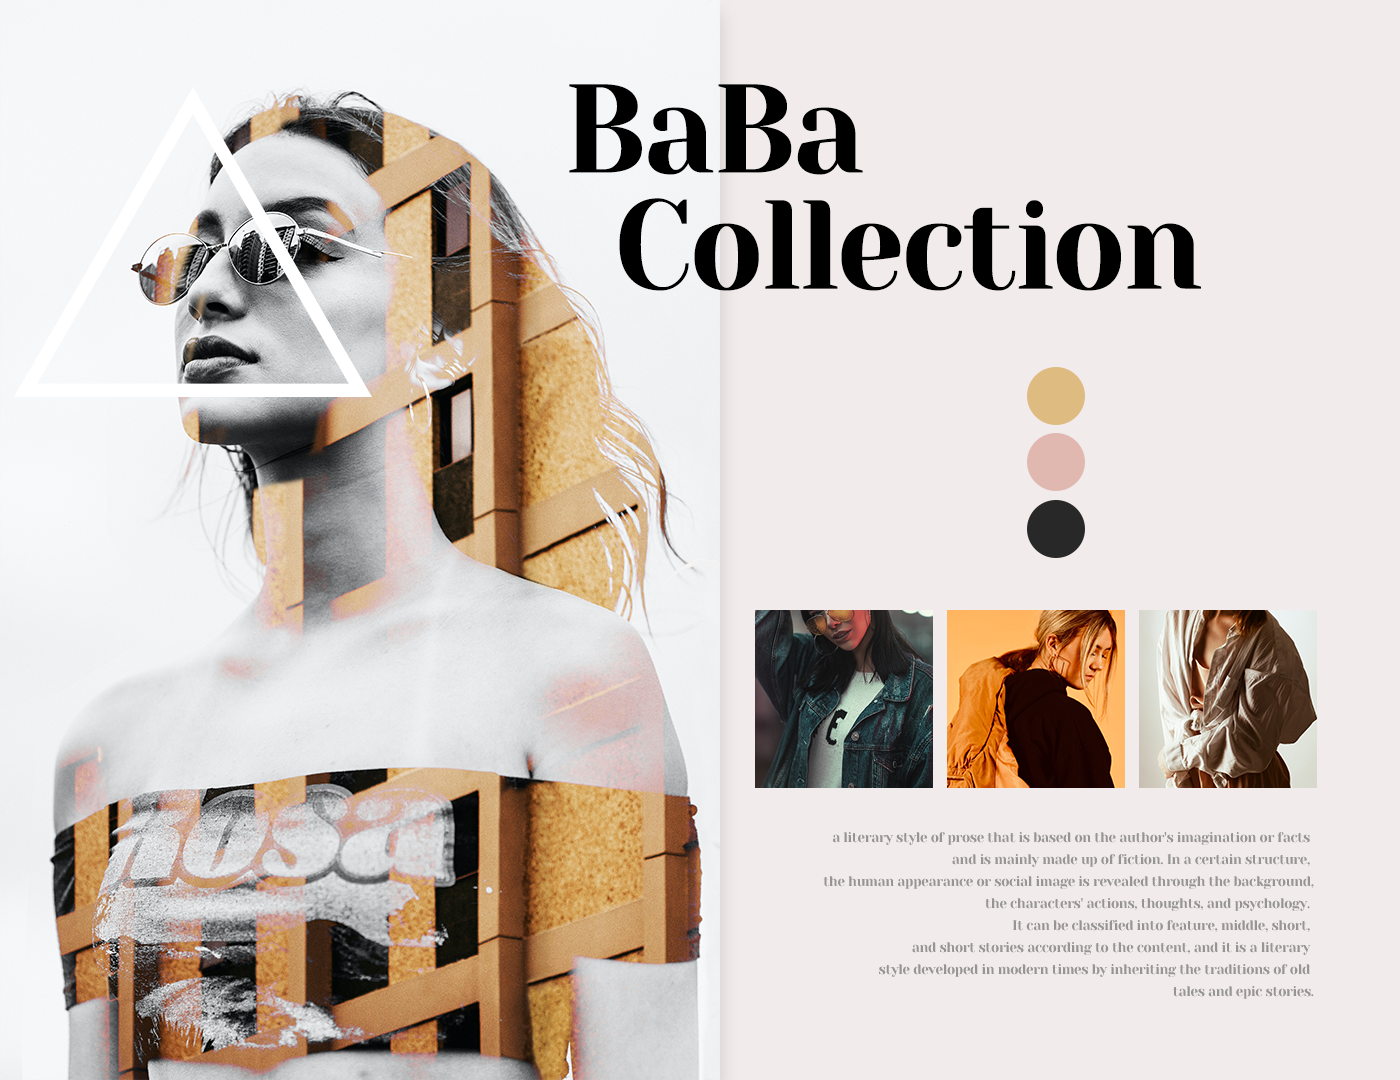 BaBa
Collection
nosa
E
a literary style of prose that is based on the author's imagination or facts
and is mainly made up of fiction. In a certain structure,
the human appearance or social image is revealed through the background,
the characters' actions, thoughts, and psychology.
It can be classified into feature, middle, short,
and short stories according to the content, and it is a literary
style developed in modern times by inheriting the traditions of old
tales and epic stories.